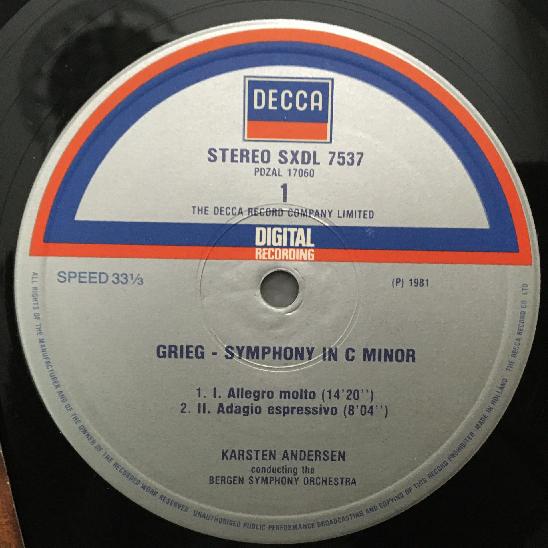 DECCA
STEREO SXDL 7537
PDZAL 17060
1
THE DECCA RECORD COMPANY LIMITED
DIGITAL
RECORDING
SPEED 33⅓
(P) 1981
GRIEG - SYMPHONY IN C MINOR
1. I. Allegro molto (14'20'')
2. II. Adagio espressivo (8'04'')
KARSTEN ANDERSEN
conducting the
BERGEN SYMPHONY ORCHESTRA
ALL RIGHTS OF THE MANUFACTURER AND OF THE OWNER OF THE RECORDED WORK RESERVED. UNAUTHORISED PUBLIC PERFORMANCE BROADCASTING AND COPYING OF THIS RECORD PROHIBITED. MADE IN HOLLAND. THE DECCA RECORD CO. LTD